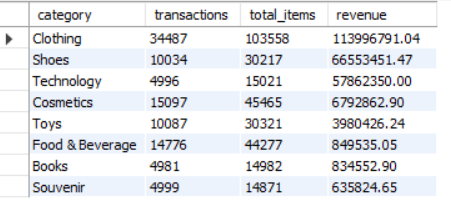 category transactions total_items revenue
Clothing 34487 103558 113996791.04
Shoes 10034 30217 66553451.47
Technology 4996 15021 57862350.00
Cosmetics 15097 45465 6792862.90
Toys 10087 30321 3980426.24
Food & Beverage 14776 44277 849535.05
Books 4981 14982 834552.90
Souvenir 4999 14871 635824.65